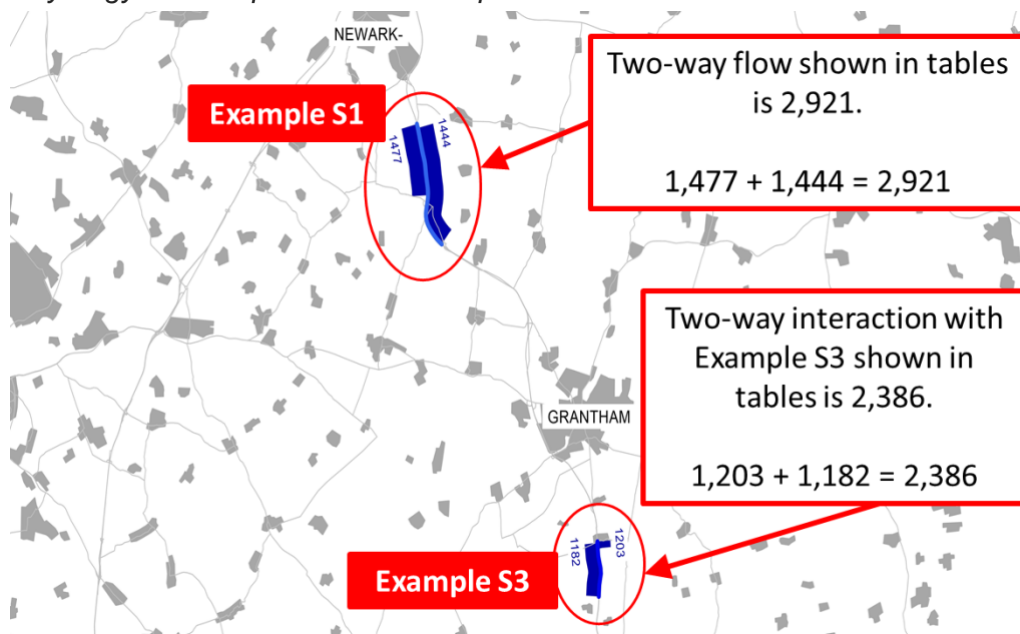 NEWARK-
Example S1
1477
1444
Two-way flow shown in tables
is 2,921.
1,477 + 1,444 = 2,921
Two-way interaction with
Example S3 shown in
tables is 2,386.
1,203 + 1,182 = 2,386
GRANTHAM
Example S3
1182
1203